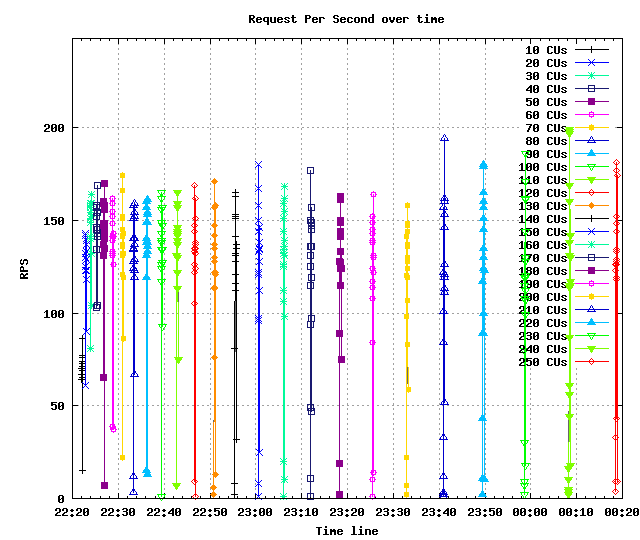 Request Per Second over time
RPS
200
150
100
50
0
10 CUs
20 CUs
30 CUs
40 CUs
50 CUs
60 CUs
70 CUs
80 CUs
90 CUs
100 CUs
110 CUs
120 CUs
130 CUs
140 CUs
150 CUs
160 CUs
170 CUs
180 CUs
190 CUs
200 CUs
210 CUs
220 CUs
230 CUs
240 CUs
250 CUs
22:20 22:30 22:40 22:50 23:00 23:10 23:20 23:30 23:40 23:50 00:00 00:10 00:20
Time line